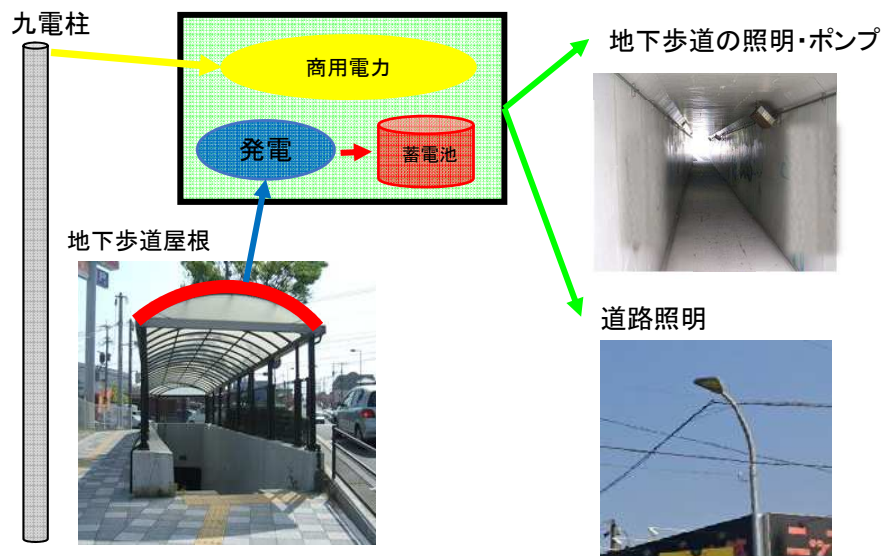 九電柱
商用電力
発電
蓄電池
地下歩道の照明・ポンプ
地下歩道屋根
道路照明